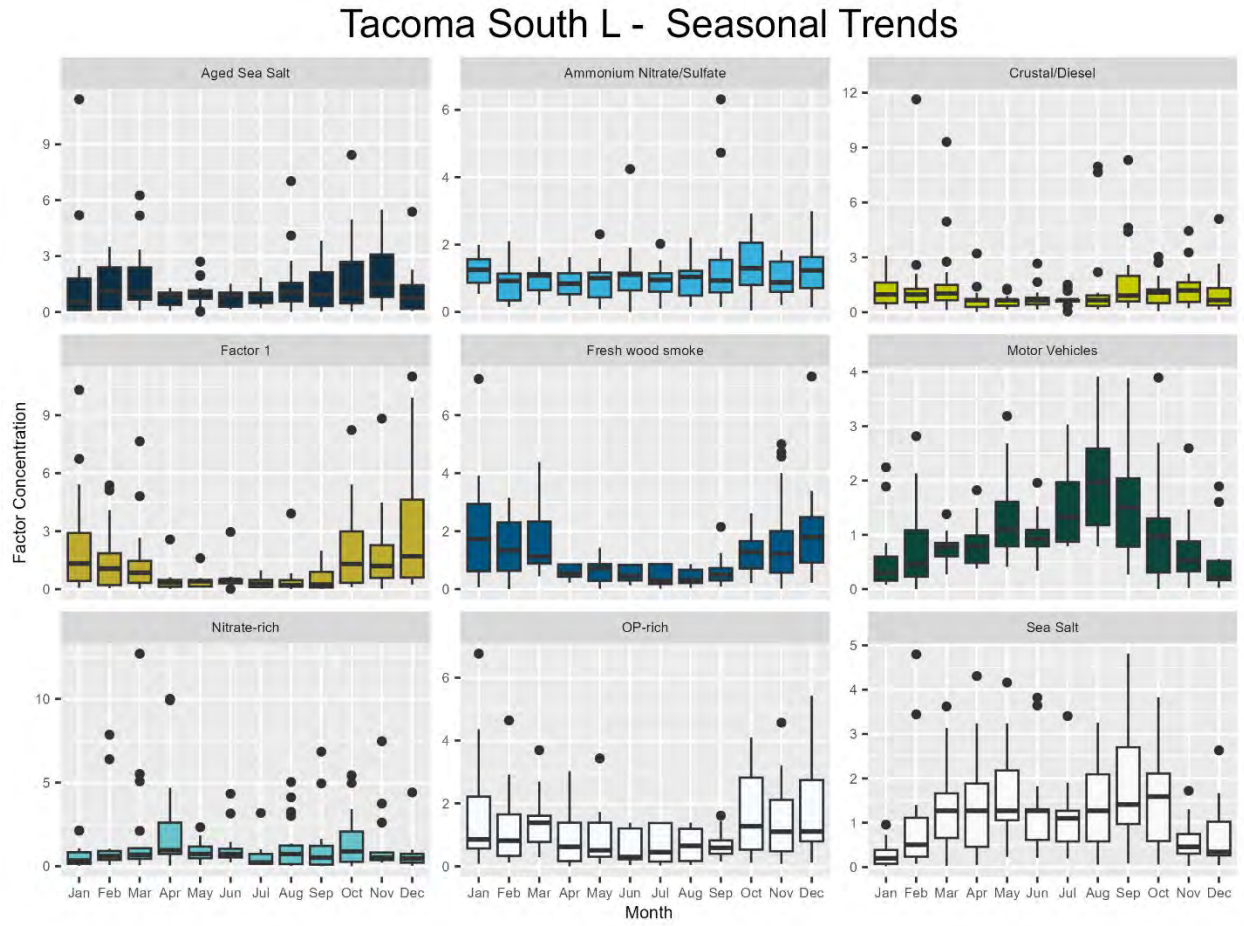 Tacoma South L - Seasonal Trends
Aged Sea Salt
Ammonium Nitrate/Sulfate
Crustal/Diesel
9
6
3
0
6
4
2
0
12
9
6
3
0
Factor 1
Fresh wood smoke
Motor Vehicles
Factor Concentration
9
6
3
0
6
4
2
0
4
3
2
1
0
Nitrate-rich
OP-rich
Sea Salt
10
5
0
6
4
2
0
5
4
3
2
1
0
Jan Feb Mar Apr May Jun Jul Aug Sep Oct Nov Dec
Jan Feb Mar Apr May Jun Jul Aug Sep Oct Nov Dec
Jan Feb Mar Apr May Jun Jul Aug Sep Oct Nov Dec
Month